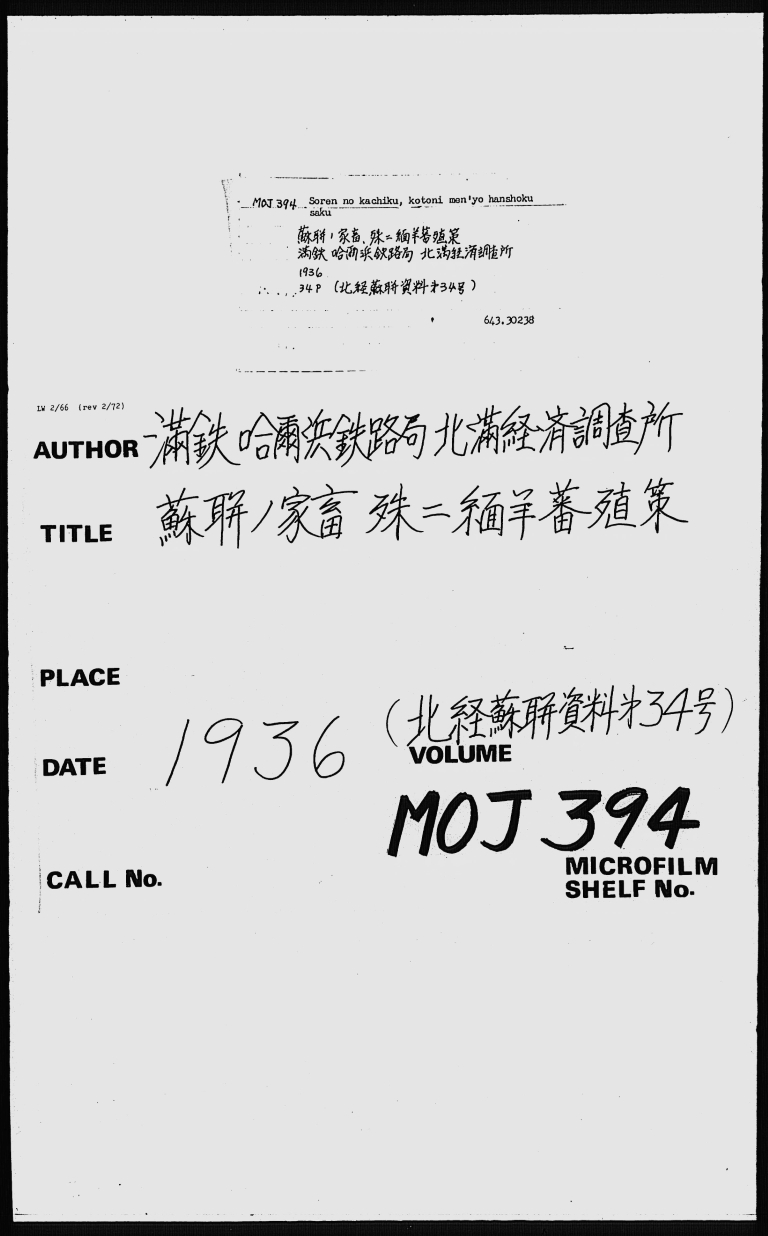 MOJ 394 Soren no kachiku, kotoni men'yo hanshoku
saku
蘇聯ノ家畜, 殊ニ緬羊蕃殖策
満鉄 哈爾浜鉄路局 北満経済調査所
1936
34 P (北経蘇聯資料才34号)
643.30238
LW 2/66 (rev 2/72)
AUTHOR 満鉄 哈爾浜鉄路局 北満経済調査所
TITLE 蘇聯ノ家畜 殊ニ緬羊蕃殖策
PLACE
(北経蘇聯資料才34号)
DATE 1936 VOLUME
MOJ 394
CALL No. MICROFILM
SHELF No.